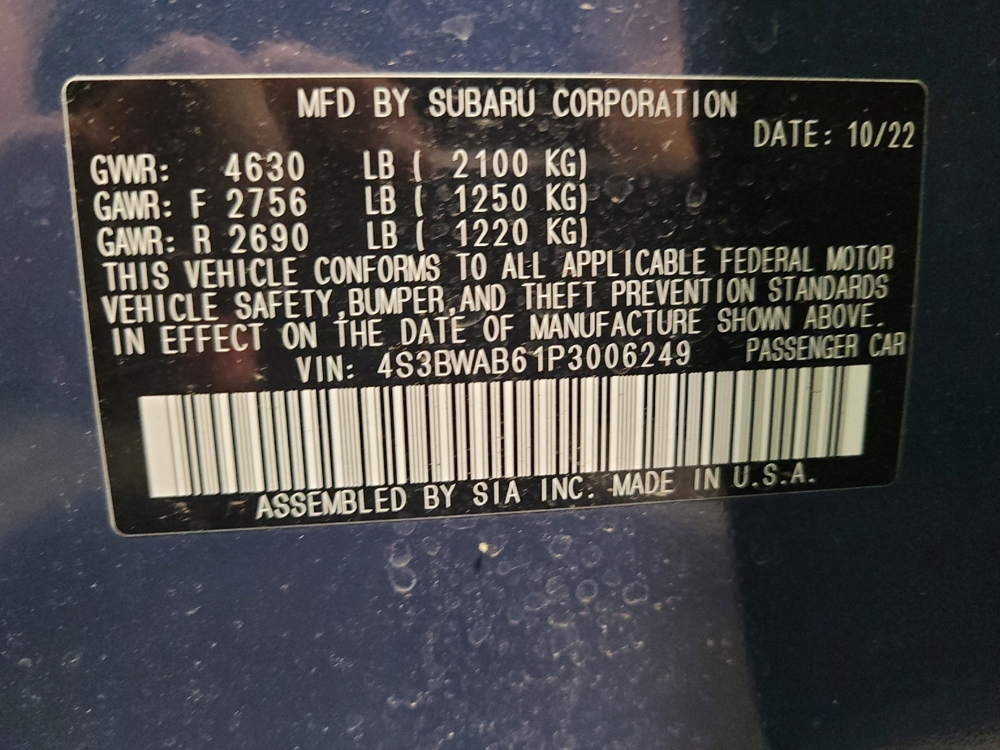 MFD BY SUBARU CORPORATION
DATE: 10/22
GVWR: 4630 LB ( 2100 KG)
GAWR: F 2756 LB ( 1250 KG)
GAWR: R 2690 LB ( 1220 KG)
THIS VEHICLE CONFORMS TO ALL APPLICABLE FEDERAL MOTOR
VEHICLE SAFETY,BUMPER,AND THEFT PREVENTION STANDARDS
IN EFFECT ON THE DATE OF MANUFACTURE SHOWN ABOVE.
VIN: 4S3BWAB61P3006249 PASSENGER CAR
ASSEMBLED BY SIA INC. MADE IN U.S.A.